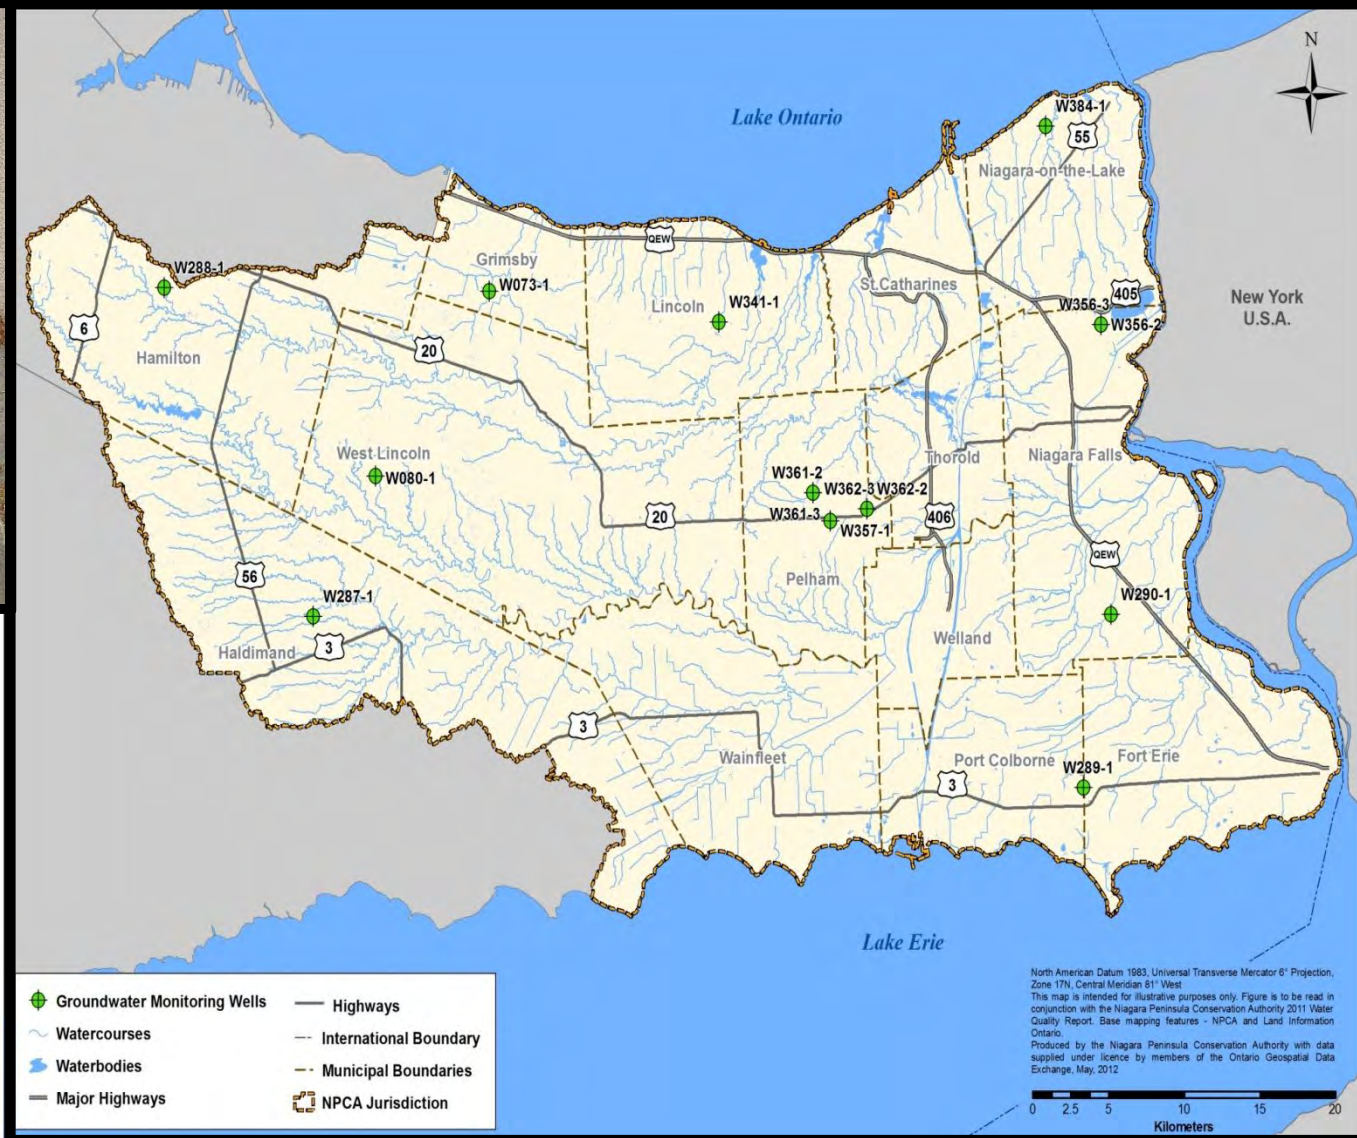 N
Lake Ontario
W384-1
55
Niagara-on-the-Lake
QEW
Grimsby
W288-1
W073-1
St.Catharines
405
New York
U.S.A.
W356-3
W356-2
Lincoln
W341-1
6
Hamilton
20
West Lincoln
W080-1
Thorold
Niagara Falls
W361-2
W362-3
W362-2
20
W361-3
W357-1
406
QEW
56
Pelham
W287-1
W290-1
Welland
Haldimand
3
3
Wainfleet
Port Colborne
Fort Erie
W289-1
3
Lake Erie
Groundwater Monitoring Wells
Watercourses
Waterbodies
Major Highways
Highways
International Boundary
Municipal Boundaries
NPCA Jurisdiction
North American Datum 1983, Universal Transverse Mercator 6° Projection,
Zone 17N, Central Meridian 81° West
This map is intended for illustrative purposes only. Figure is to be read in
conjunction with the Niagara Peninsula Conservation Authority 2011 Water
Quality Report. Base mapping features - NPCA and Land Information
Ontario.
Produced by the Niagara Peninsula Conservation Authority with data
supplied under licence by members of the Ontario Geospatial Data
Exchange, May, 2012
0 2.5 5 10 15 20
Kilometers